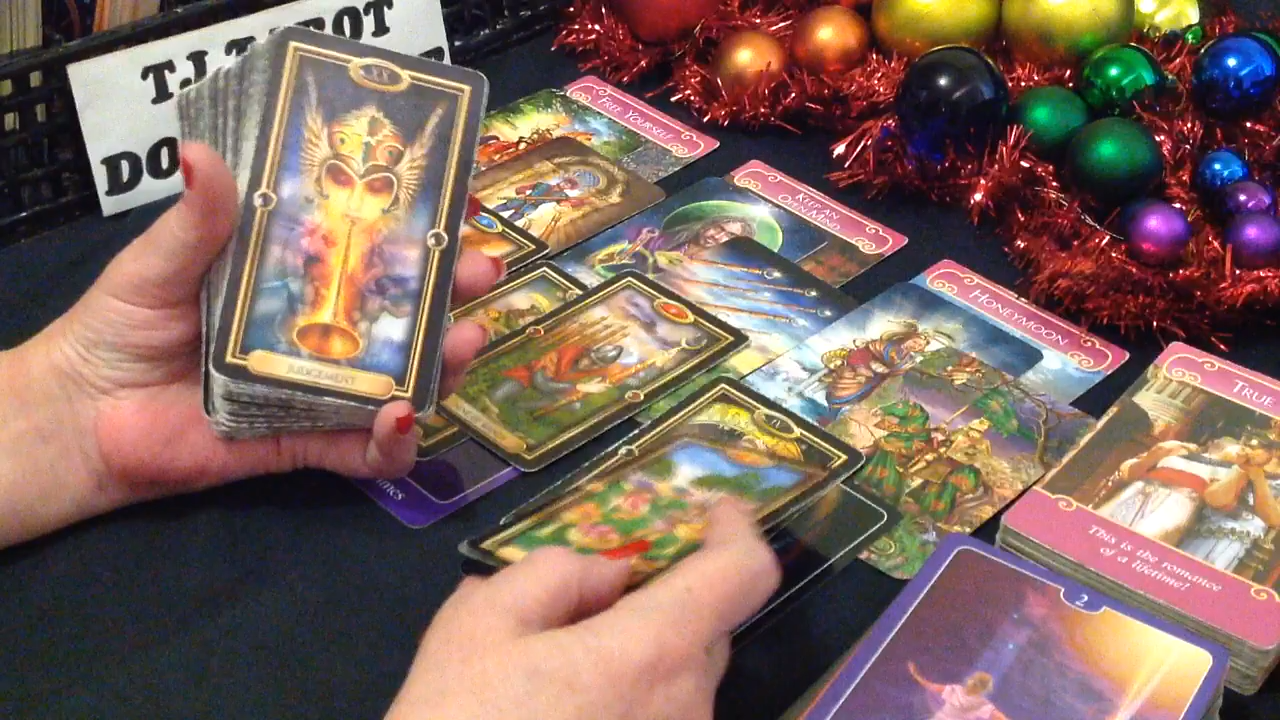 T.J TAROT
DO
XX
JUDGEMENT
FREE YOURSELF
KEEP AN
OPEN MIND
HONEYMOON
TRUE
This is the romance
of a lifetime!
IV
2